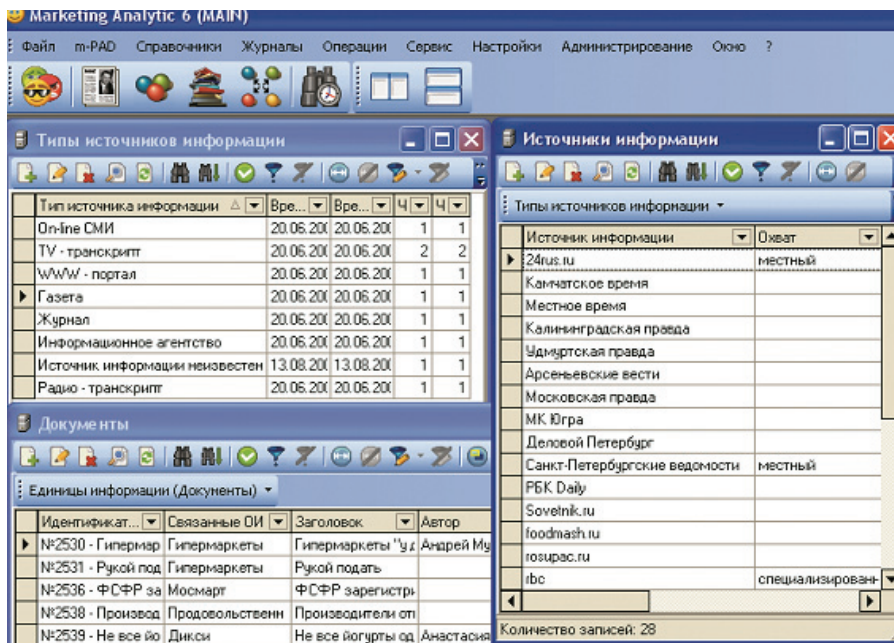 Marketing Analytic 6 (MAIN)
Файл m-PAD Справочники Журналы Операции Сервис Настройки Администрирование Окно ?
Типы источников информации
Тип источника информации Вре... Вре... Ч Ч
On-line СМИ 20.06.200 20.06.200 1 1
TV - транскрипт 20.06.200 20.06.200 2 2
WWW - портал 20.06.200 20.06.200 1 1
Газета 20.06.200 20.06.200 1 1
Журнал 20.06.200 20.06.200 1 1
Информационное агентство 20.06.200 20.06.200 1 1
Источник информации неизвестен 13.08.200 13.08.200 1 1
Радио - транскрипт 20.06.200 20.06.200 1 1
Документы
Единицы информации (Документы)
Идентификат... Связанные ОИ Заголовок Автор
№2530 - Гипермар Гипермаркеты Гипермаркеты "у д Андрей Му
№2531 - Рукой под Гипермаркеты Рукой подать
№2536 - ФСФР за Мосмарт ФСФР зарегистри
№2538 - Производ Продовольственн Производители от
№2539 - Не все йо Дикси Не все йогурты од Анастасия
Источники информации
Типы источников информации
Источник информации Охват
24rus.ru местный
Камчатское время
Местное время
Калининградская правда
Удмуртская правда
Арсеньевские вести
Московская правда
МК Югра
Деловой Петербург
Санкт-Петербургские ведомости местный
РБК Daily
Sovetnik.ru
foodmash.ru
rosupac.ru
rbc специализирован
Количество записей: 28